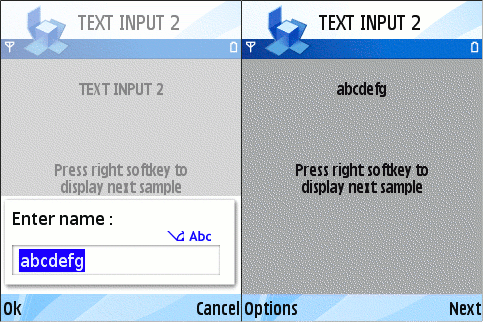 TEXT INPUT 2
TEXT INPUT 2
Press right softkey to
display next sample
Enter name :
Abc
abcdefg
Ok Cancel
TEXT INPUT 2
abcdefg
Press right softkey to
display next sample
Options Next